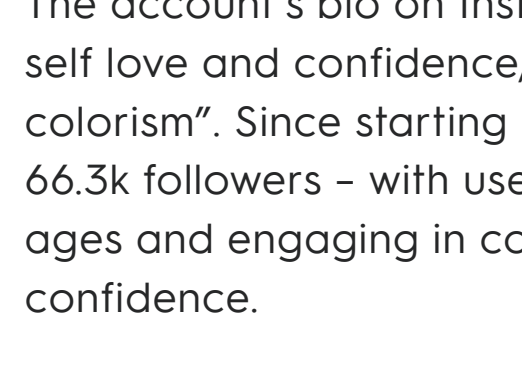 The account's bio on
self love and confidence,
colorism”. Since starting
66.3k followers – with
ages and engaging in
confidence.